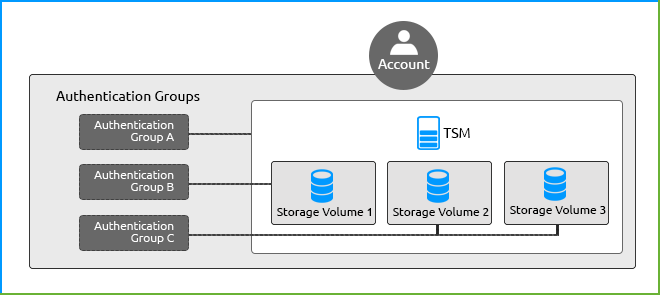 Account
Authentication Groups
Authentication
Group A
TSM
Authentication
Group B
Storage Volume 1
Storage Volume 2
Storage Volume 3
Authentication
Group C